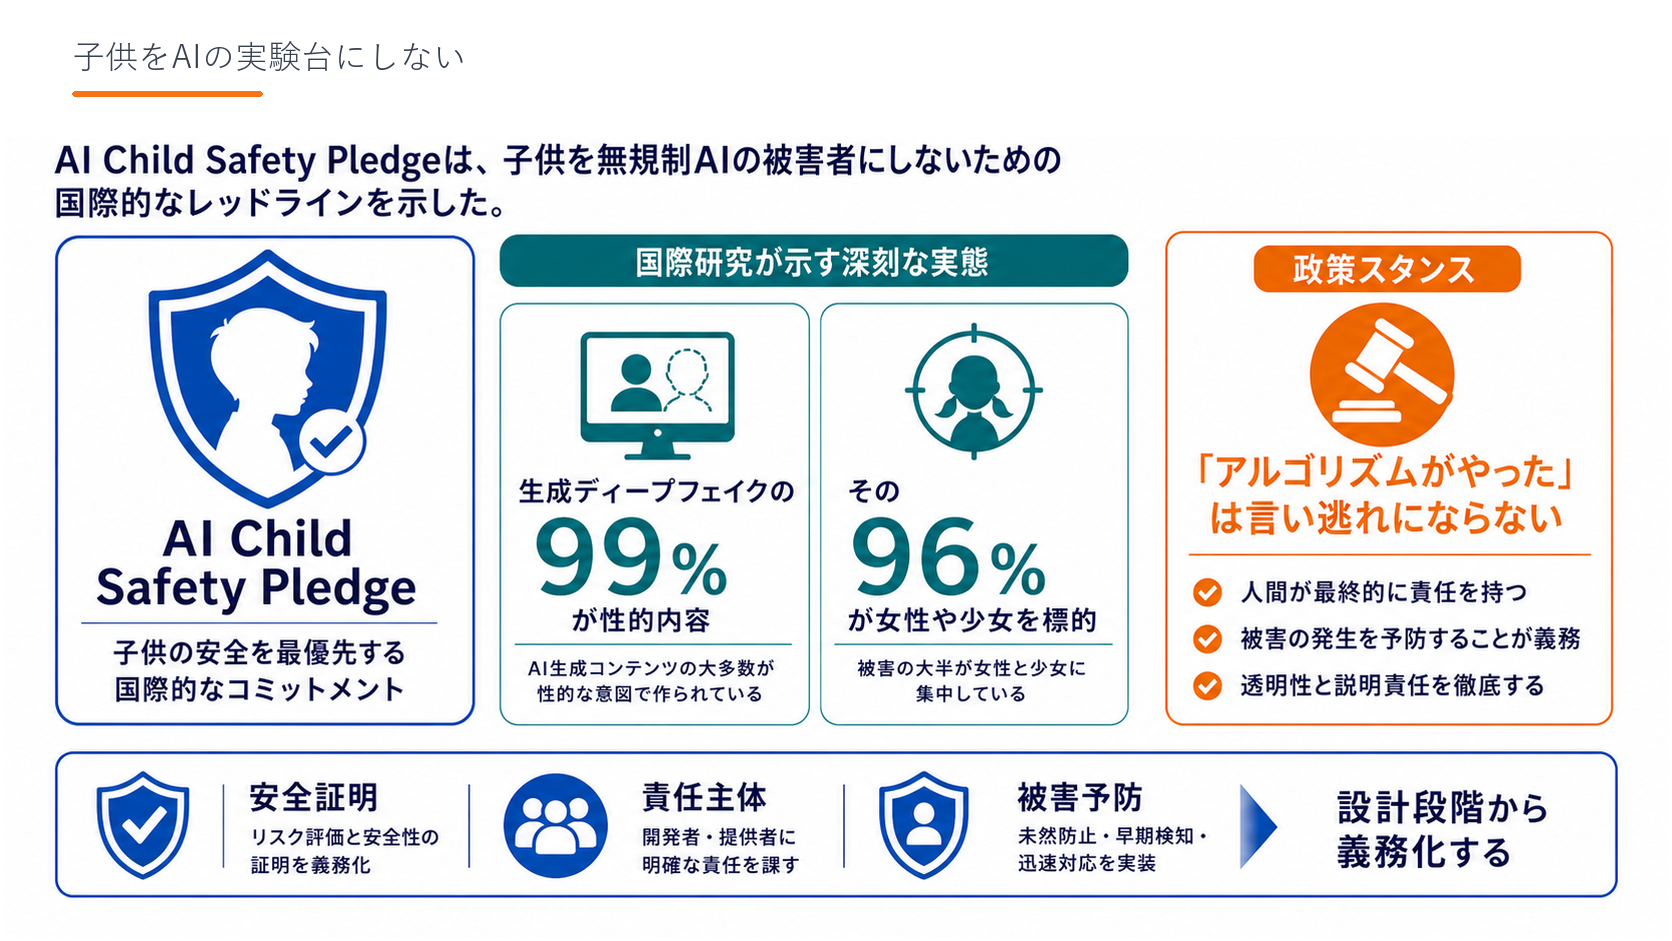 子供をAIの実験台にしない
AI Child Safety Pledgeは、子供を無規制AIの被害者にしないための
国際的なレッドラインを示した。
AI Child
Safety Pledge
子供の安全を最優先する
国際的なコミットメント
国際研究が示す深刻な実態
生成ディープフェイクの
99%
が性的内容
AI生成コンテンツの大多数が
性的な意図で作られている
その
96%
が女性や少女を標的
被害の大半が女性と少女に
集中している
政策スタンス
「アルゴリズムがやった」
は言い逃れにならない
人間が最終的に責任を持つ
被害の発生を予防することが義務
透明性と説明責任を徹底する
安全証明
リスク評価と安全性の
証明を義務化
責任主体
開発者・提供者に
明確な責任を課す
被害予防
未然防止・早期検知・
迅速対応を実装
設計段階から
義務化する